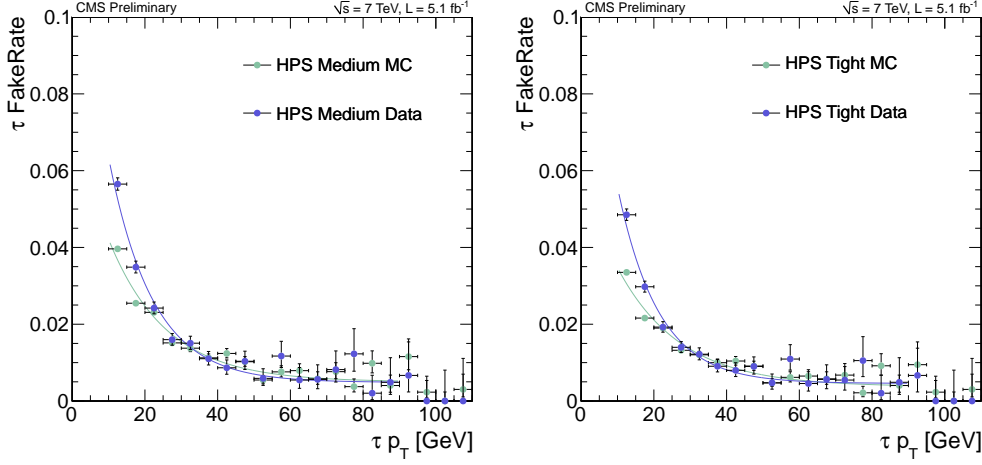 CMS Preliminary
√s = 7 TeV, L = 5.1 fb⁻¹
τ FakeRate
0.1
0.08
0.06
0.04
0.02
0
HPS Medium MC
HPS Medium Data
0 20 40 60 80 100
τ p_T [GeV]
CMS Preliminary
√s = 7 TeV, L = 5.1 fb⁻¹
τ FakeRate
0.1
0.08
0.06
0.04
0.02
0
HPS Tight MC
HPS Tight Data
0 20 40 60 80 100
τ p_T [GeV]